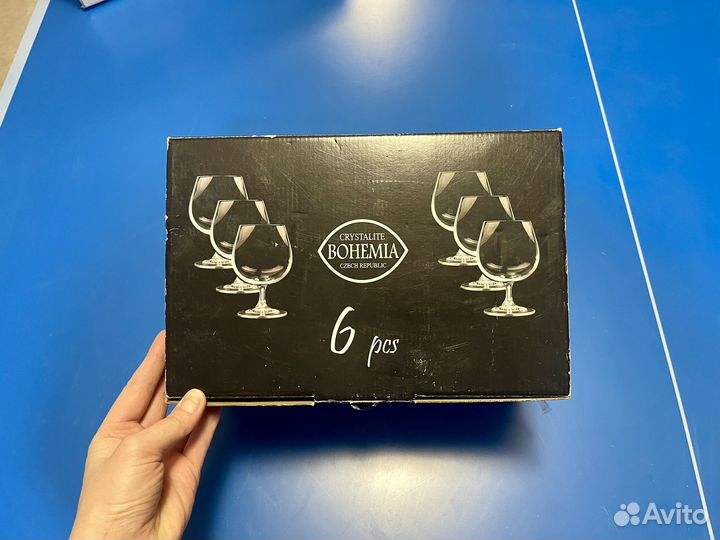 CRYSTALITE
BOHEMIA
CZECH REPUBLIC
6 pcs
Avito